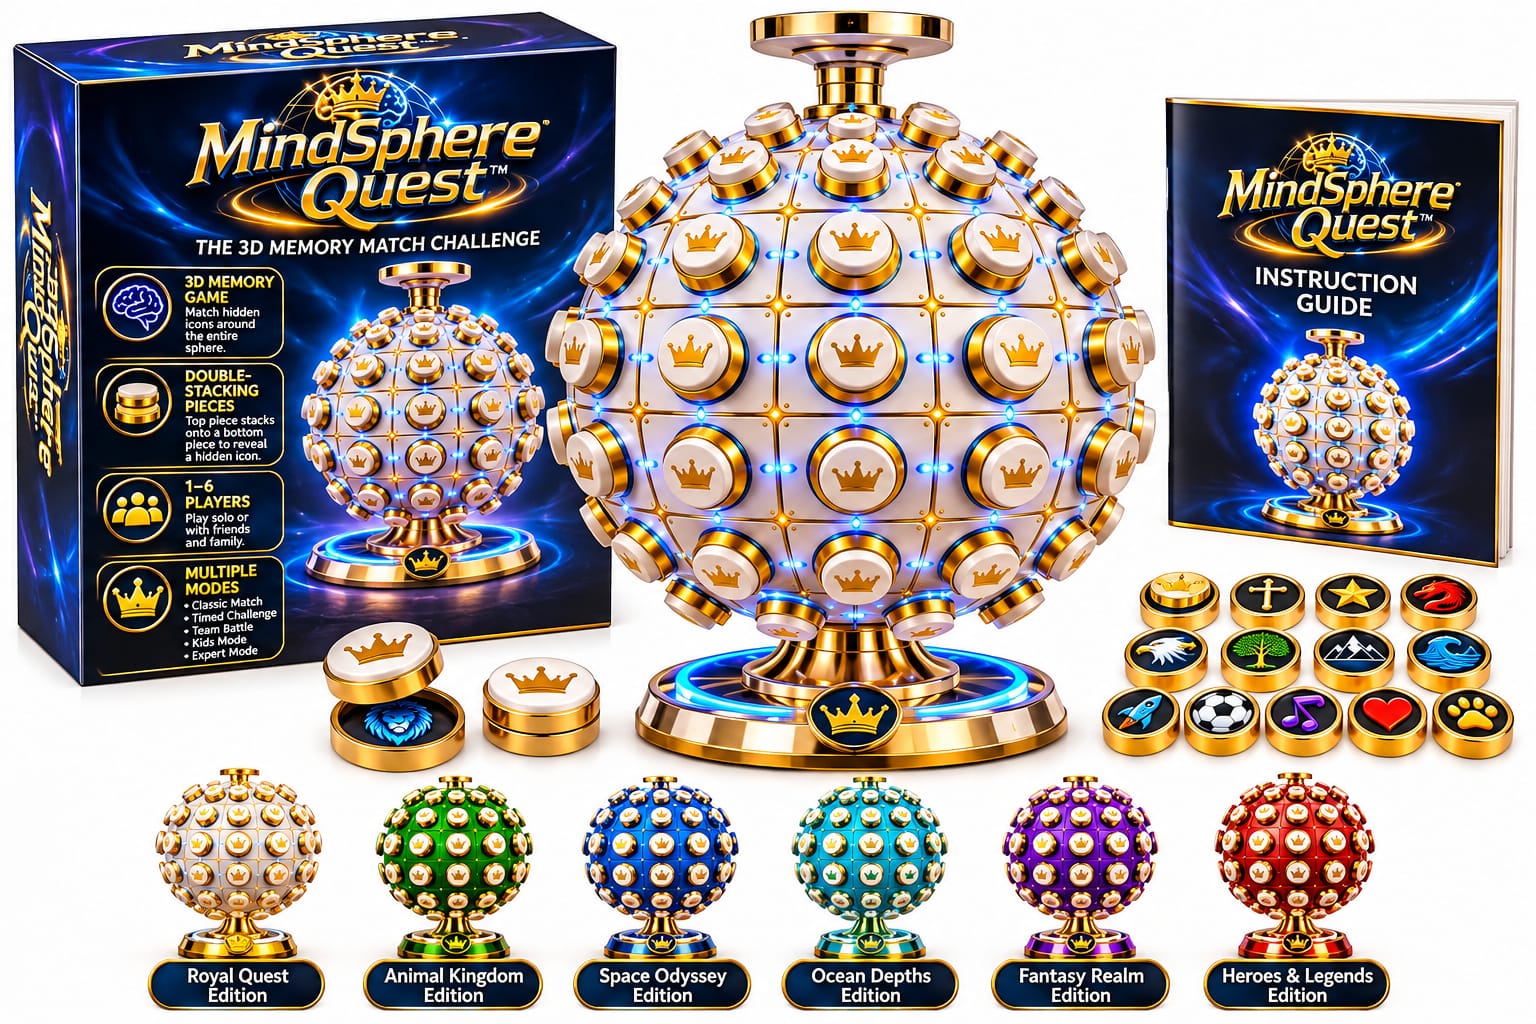 MindSphere
Quest™
MindSphere
Quest™
THE 3D MEMORY MATCH CHALLENGE
3D MEMORY
GAME
Match hidden
icons around
the entire
sphere.
DOUBLE-
STACKING
PIECES
Top piece stacks
onto a bottom
piece to reveal
a hidden icon.
1–6
PLAYERS
Play solo or
with friends
and family.
MULTIPLE
MODES
• Classic Match
• Timed Challenge
• Team Battle
• Kids Mode
• Expert Mode
MindSphere
Quest™
INSTRUCTION
GUIDE
Royal Quest
Edition
Animal Kingdom
Edition
Space Odyssey
Edition
Ocean Depths
Edition
Fantasy Realm
Edition
Heroes & Legends
Edition